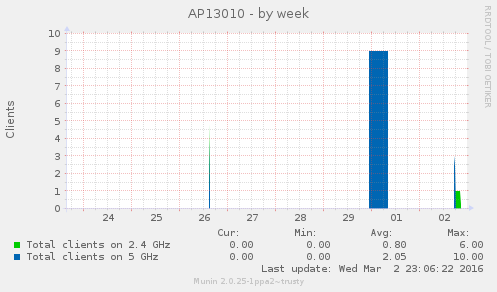 AP13010 - by week
RRDTOOL / TOBI OETIKER
Clients
10
9
8
7
6
5
4
3
2
1
0
24 25 26 27 28 29 01 02
Cur: Min: Avg: Max:
Total clients on 2.4 GHz 0.00 0.00 0.80 6.00
Total clients on 5 GHz 0.00 0.00 2.05 10.00
Last update: Wed Mar 2 23:06:22 2016
Munin 2.0.25-1ppa2~trusty